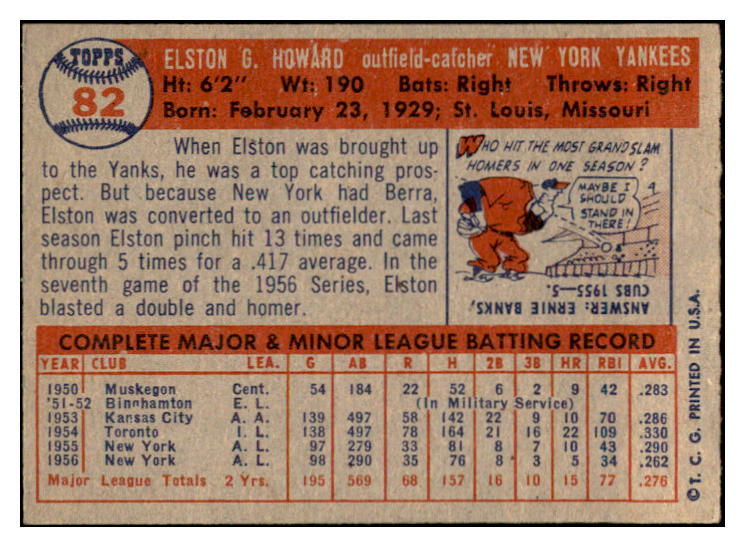 TOPPS
82
ELSTON G. HOWARD outfield-catcher NEW YORK YANKEES
Ht: 6'2" Wt: 190 Bats: Right Throws: Right
Born: February 23, 1929; St. Louis, Missouri
When Elston was brought up
to the Yanks, he was a top catching pros-
pect. But because New York had Berra,
Elston was converted to an outfielder. Last
season Elston pinch hit 13 times and came
through 5 times for a .417 average. In the
seventh game of the 1956 Series, Elston
blasted a double and homer.
WHO HIT THE MOST GRAND SLAM
HOMERS IN ONE SEASON?
MAYBE I
SHOULD
STAND IN
THERE!
ANSWER: ERNIE BANKS,
CUBS 1955—5.
COMPLETE MAJOR & MINOR LEAGUE BATTING RECORD
YEAR CLUB LEA. G AB R H 2B 3B HR RBI AVG.
1950 Muskegon Cent. 54 184 22 52 6 2 9 42 .283
'51-52 Binghamton E. L. (In Military Service)
1953 Kansas City A. A. 139 497 58 142 22 9 10 70 .286
1954 Toronto I. L. 138 497 78 164 21 16 22 109 .330
1955 New York A. L. 97 279 33 81 8 7 10 43 .290
1956 New York A. L. 98 290 35 76 8 3 5 34 .262
Major League Totals 2 Yrs. 195 569 68 157 16 10 15 77 .276
© T. C. G. PRINTED IN U.S.A.